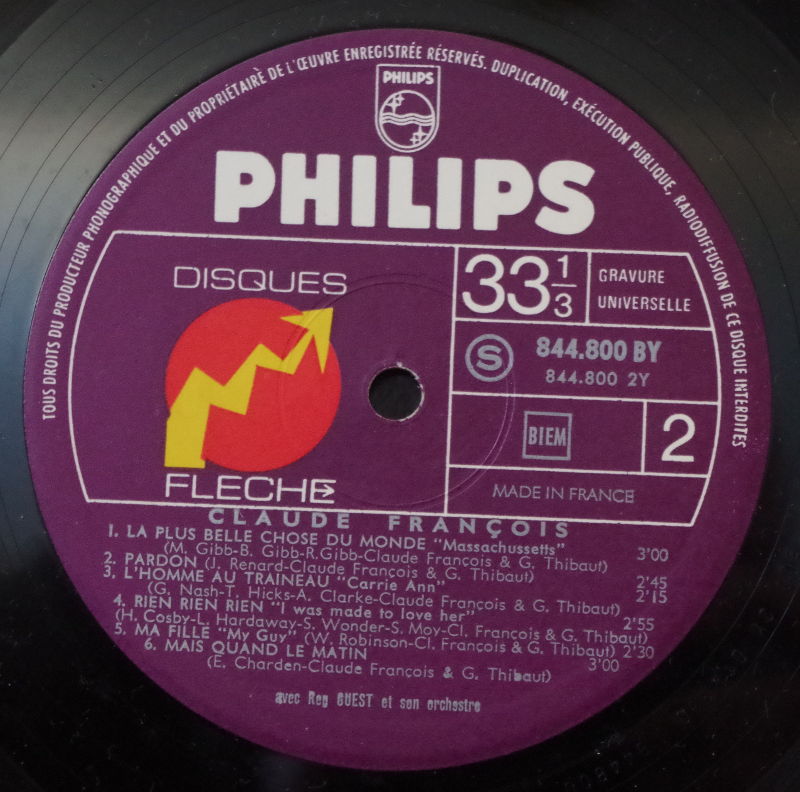 TOUS DROITS DU PRODUCTEUR PHONOGRAPHIQUE ET DU PROPRIÉTAIRE DE L'ŒUVRE ENREGISTRÉE RÉSERVÉS. DUPLICATION, EXÉCUTION PUBLIQUE, RADIODIFFUSION DE CE DISQUE INTERDITES
PHILIPS
PHILIPS
DISQUES
FLECHE
33 1/3
GRAVURE
UNIVERSELLE
S
844.800 BY
844.800 2Y
BIEM
2
MADE IN FRANCE
CLAUDE FRANÇOIS
1. LA PLUS BELLE CHOSE DU MONDE "Massachussetts"
(M. Gibb-B. Gibb-R.Gibb-Claude François & G. Thibaut) 3'00
2. PARDON (J. Renard-Claude François & G. Thibaut) 2'45
3. L'HOMME AU TRAINEAU "Carrie Ann" 2'15
(G. Nash-T. Hicks-A. Clarke-Claude François & G. Thibaut)
4. RIEN RIEN RIEN "I was made to love her" 2'55
(H. Cosby-L. Hardaway-S. Wonder-S. Moy-Cl. François & G. Thibaut)
5. MA FILLE "My Guy" (W. Robinson-Cl. François & G. Thibaut) 2'30
6. MAIS QUAND LE MATIN 3'00
(E. Charden-Claude François & G. Thibaut)
avec Reg GUEST et son orchestre